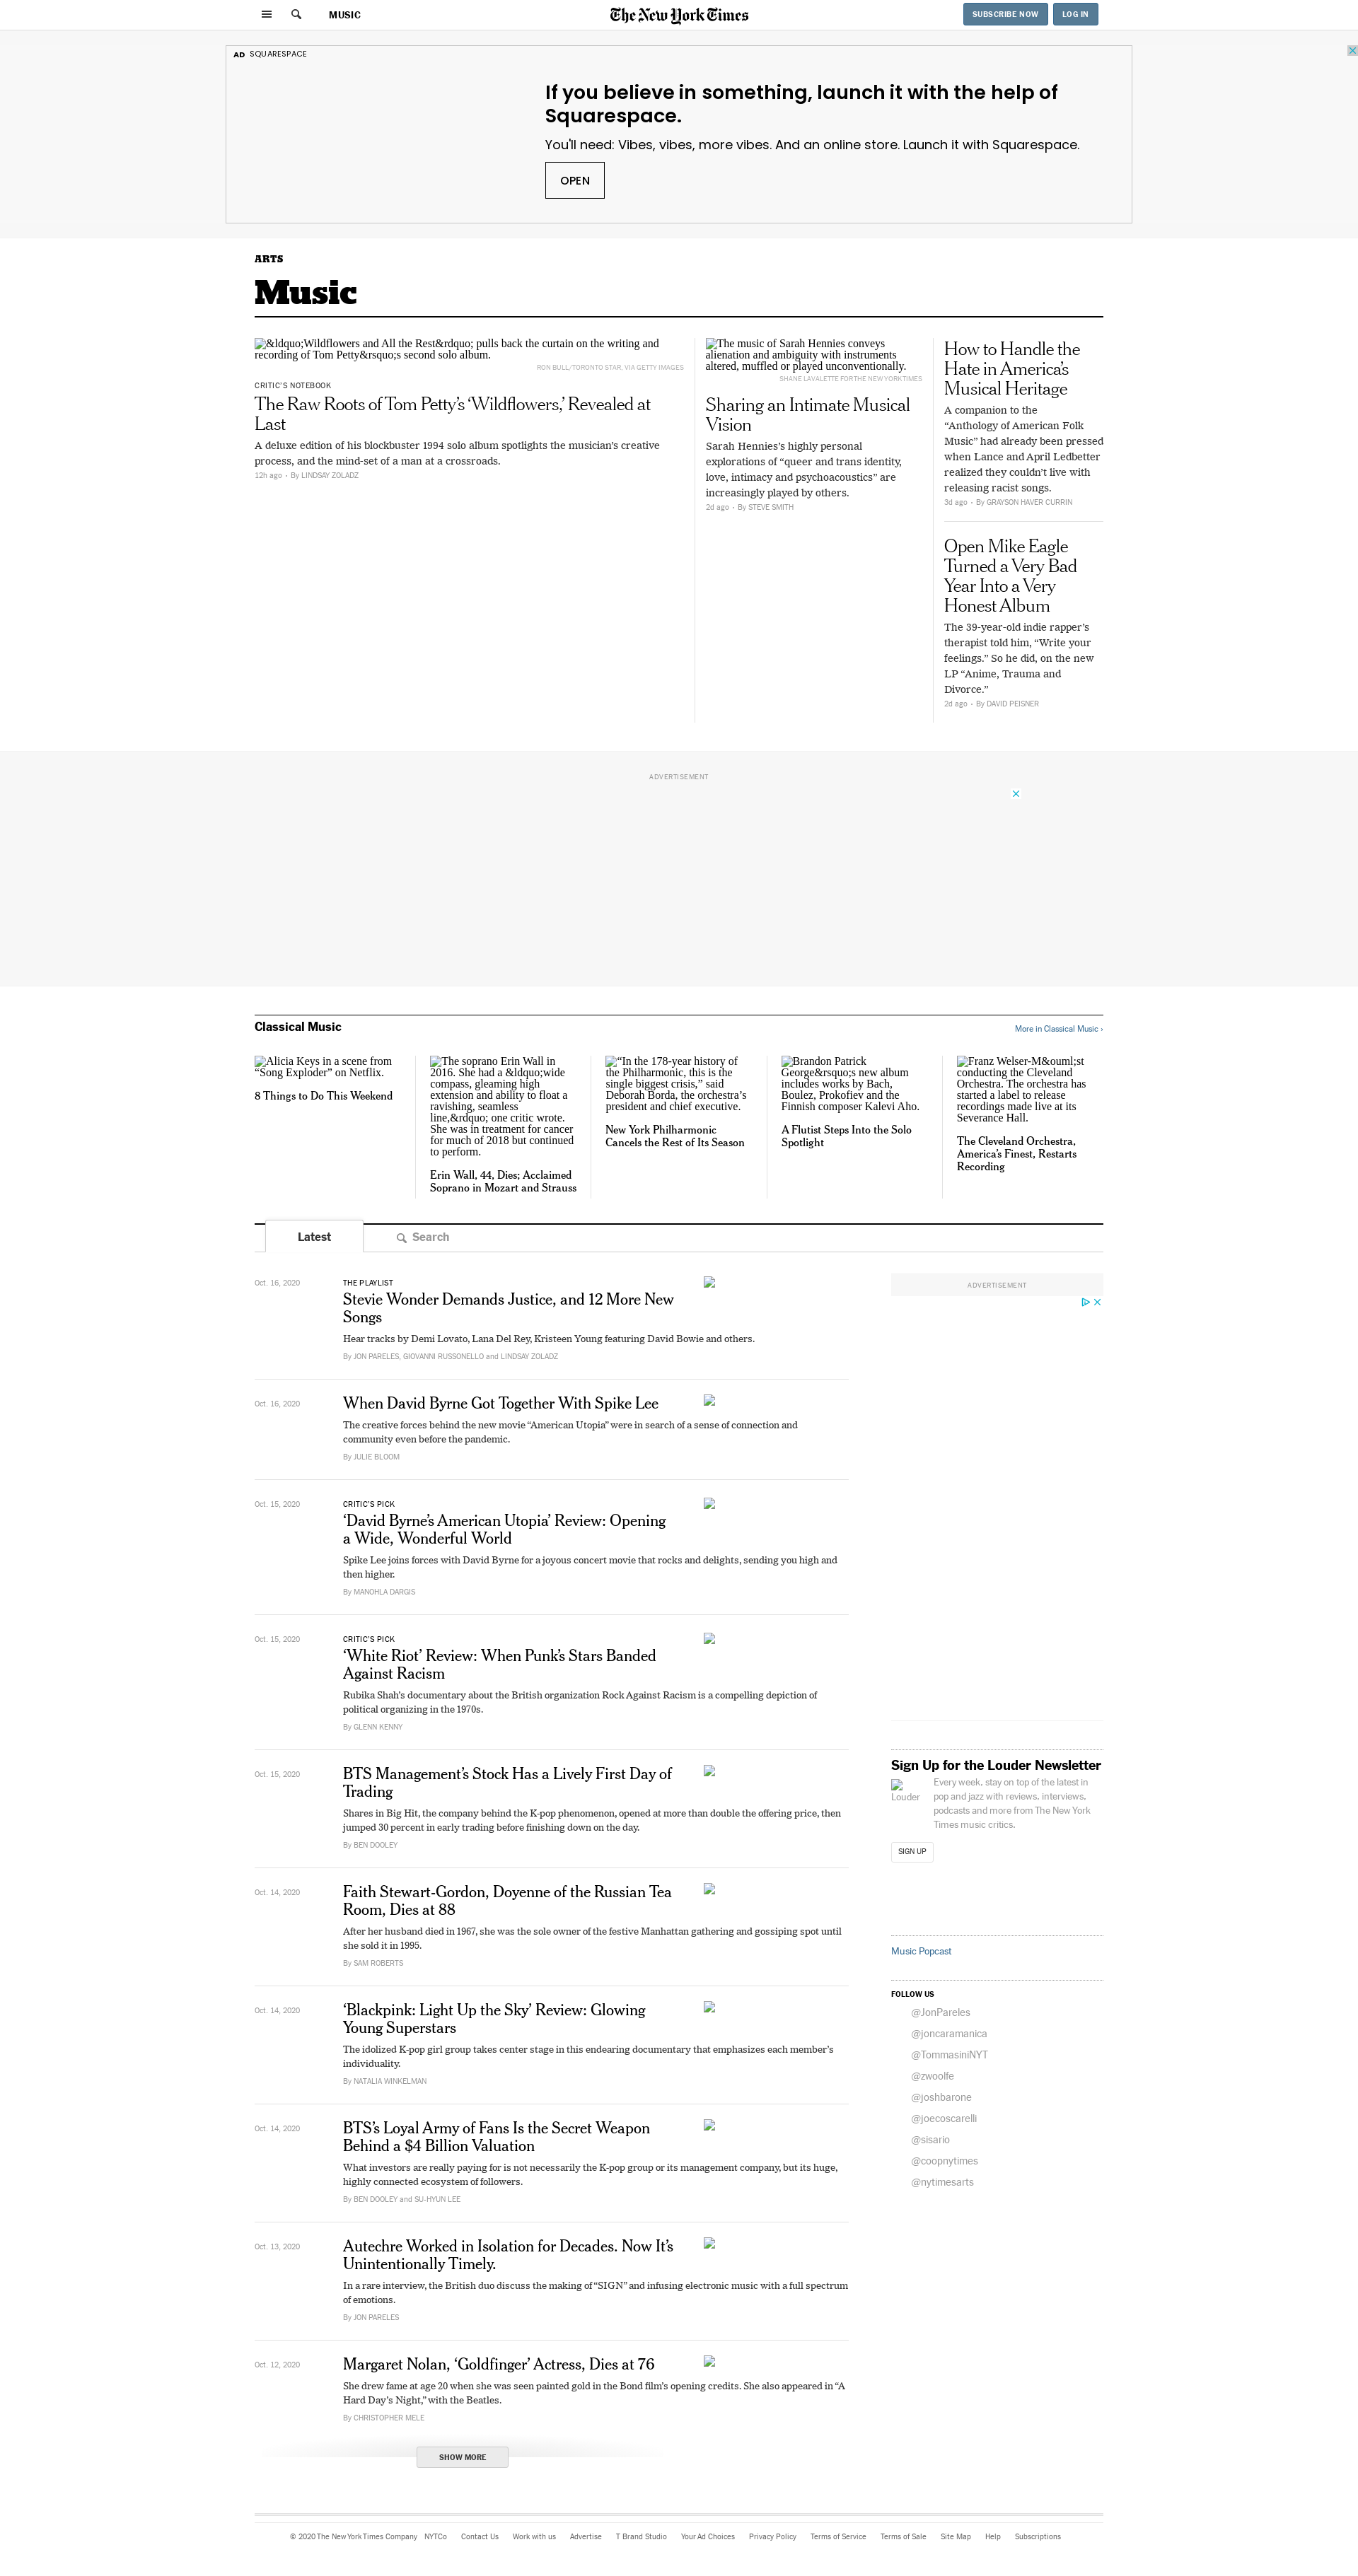 MUSIC
The New York Times
SUBSCRIBE NOW
LOG IN
AD SQUARESPACE
If you believe in something, launch it with the help of
Squarespace.
You'll need: Vibes, vibes, more vibes. And an online store. Launch it with Squarespace.
OPEN
ARTS
Music
&ldquo;Wildflowers and All the Rest&rdquo; pulls back the curtain on the writing and
recording of Tom Petty&rsquo;s second solo album.
RON BULL/TORONTO STAR, VIA GETTY IMAGES
CRITIC'S NOTEBOOK
The Raw Roots of Tom Petty’s ‘Wildflowers,’ Revealed at
Last
A deluxe edition of his blockbuster 1994 solo album spotlights the musician’s creative
process, and the mind-set of a man at a crossroads.
12h ago • By LINDSAY ZOLADZ
The music of Sarah Hennies conveys
alienation and ambiguity with instruments
altered, muffled or played unconventionally.
SHANE LAVALETTE FOR THE NEW YORK TIMES
Sharing an Intimate Musical
Vision
Sarah Hennies’s highly personal
explorations of “queer and trans identity,
love, intimacy and psychoacoustics” are
increasingly played by others.
2d ago • By STEVE SMITH
How to Handle the
Hate in America’s
Musical Heritage
A companion to the
“Anthology of American Folk
Music” had already been pressed
when Lance and April Ledbetter
realized they couldn’t live with
releasing racist songs.
3d ago • By GRAYSON HAVER CURRIN
Open Mike Eagle
Turned a Very Bad
Year Into a Very
Honest Album
The 39-year-old indie rapper’s
therapist told him, “Write your
feelings.” So he did, on the new
LP “Anime, Trauma and
Divorce.”
2d ago • By DAVID PEISNER
ADVERTISEMENT
Classical Music
More in Classical Music ›
Alicia Keys in a scene from
“Song Exploder” on Netflix.
8 Things to Do This Weekend
The soprano Erin Wall in
2016. She had a &ldquo;wide
compass, gleaming high
extension and ability to float a
ravishing, seamless
line,&rdquo; one critic wrote.
She was in treatment for cancer
for much of 2018 but continued
to perform.
Erin Wall, 44, Dies; Acclaimed
Soprano in Mozart and Strauss
“In the 178-year history of
the Philharmonic, this is the
single biggest crisis,” said
Deborah Borda, the orchestra’s
president and chief executive.
New York Philharmonic
Cancels the Rest of Its Season
Brandon Patrick
George&rsquo;s new album
includes works by Bach,
Boulez, Prokofiev and the
Finnish composer Kalevi Aho.
A Flutist Steps Into the Solo
Spotlight
Franz Welser-M&ouml;st
conducting the Cleveland
Orchestra. The orchestra has
started a label to release
recordings made live at its
Severance Hall.
The Cleveland Orchestra,
America’s Finest, Restarts
Recording
Latest
Search
Oct. 16, 2020
THE PLAYLIST
Stevie Wonder Demands Justice, and 12 More New
Songs
Hear tracks by Demi Lovato, Lana Del Rey, Kristeen Young featuring David Bowie and others.
By JON PARELES, GIOVANNI RUSSONELLO and LINDSAY ZOLADZ
Oct. 16, 2020
When David Byrne Got Together With Spike Lee
The creative forces behind the new movie “American Utopia” were in search of a sense of connection and
community even before the pandemic.
By JULIE BLOOM
Oct. 15, 2020
CRITIC’S PICK
‘David Byrne’s American Utopia’ Review: Opening
a Wide, Wonderful World
Spike Lee joins forces with David Byrne for a joyous concert movie that rocks and delights, sending you high and
then higher.
By MANOHLA DARGIS
Oct. 15, 2020
CRITIC’S PICK
‘White Riot’ Review: When Punk’s Stars Banded
Against Racism
Rubika Shah’s documentary about the British organization Rock Against Racism is a compelling depiction of
political organizing in the 1970s.
By GLENN KENNY
Oct. 15, 2020
BTS Management’s Stock Has a Lively First Day of
Trading
Shares in Big Hit, the company behind the K-pop phenomenon, opened at more than double the offering price, then
jumped 30 percent in early trading before finishing down on the day.
By BEN DOOLEY
Oct. 14, 2020
Faith Stewart-Gordon, Doyenne of the Russian Tea
Room, Dies at 88
After her husband died in 1967, she was the sole owner of the festive Manhattan gathering and gossiping spot until
she sold it in 1995.
By SAM ROBERTS
Oct. 14, 2020
‘Blackpink: Light Up the Sky’ Review: Glowing
Young Superstars
The idolized K-pop girl group takes center stage in this endearing documentary that emphasizes each member’s
individuality.
By NATALIA WINKELMAN
Oct. 14, 2020
BTS’s Loyal Army of Fans Is the Secret Weapon
Behind a $4 Billion Valuation
What investors are really paying for is not necessarily the K-pop group or its management company, but its huge,
highly connected ecosystem of followers.
By BEN DOOLEY and SU-HYUN LEE
Oct. 13, 2020
Autechre Worked in Isolation for Decades. Now It’s
Unintentionally Timely.
In a rare interview, the British duo discuss the making of “SIGN” and infusing electronic music with a full spectrum
of emotions.
By JON PARELES
Oct. 12, 2020
Margaret Nolan, ‘Goldfinger’ Actress, Dies at 76
She drew fame at age 20 when she was seen painted gold in the Bond film’s opening credits. She also appeared in “A
Hard Day’s Night,” with the Beatles.
By CHRISTOPHER MELE
SHOW MORE
ADVERTISEMENT
Sign Up for the Louder Newsletter
Louder
Every week, stay on top of the latest in
pop and jazz with reviews, interviews,
podcasts and more from The New York
Times music critics.
SIGN UP
Music Popcast
FOLLOW US
@JonPareles
@joncaramanica
@TommasiniNYT
@zwoolfe
@joshbarone
@joecoscarelli
@sisario
@coopnytimes
@nytimesarts
© 2020 The New York Times Company NYTCo Contact Us Work with us Advertise T Brand Studio Your Ad Choices Privacy Policy Terms of Service Terms of Sale Site Map Help Subscriptions